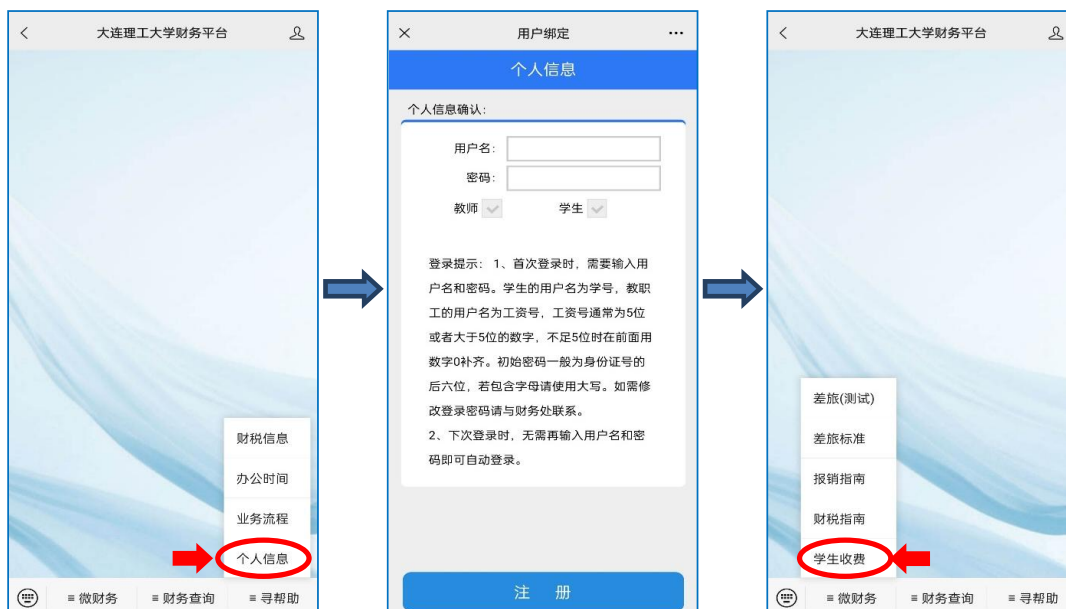 大连理工大学财务平台
财税信息
办公时间
业务流程
个人信息
≡ 微财务 ≡ 财务查询 ≡ 寻帮助
用户绑定
个人信息
个人信息确认:
用户名:
密码:
教师 学生
登录提示: 1、首次登录时, 需要输入用
户名和密码。学生的用户名为学号, 教职
工的用户名为工资号, 工资号通常为5位
或者大于5位的数字, 不足5位时在前面用
数字0补齐。初始密码一般为身份证号的
后六位, 若包含字母请使用大写。如需修
改登录密码请与财务处联系。
2、下次登录时, 无需再输入用户名和密
码即可自动登录。
注 册
大连理工大学财务平台
差旅(测试)
差旅标准
报销指南
财税指南
学生收费
≡ 微财务 ≡ 财务查询 ≡ 寻帮助